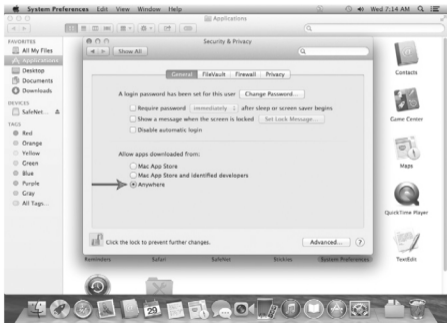 System Preferences Edit View Window Help
Wed 7:14 AM
Applications
FAVORITES
All My Files
Applications
Desktop
Documents
Downloads
DEVICES
SafeNet...
TAGS
Red
Orange
Yellow
Green
Blue
Purple
Gray
All Tags...
Security & Privacy
Show All
General FileVault Firewall Privacy
A login password has been set for this user Change Password...
Require password immediately after sleep or screen saver begins
Show a message when the screen is locked Set Lock Message...
Disable automatic login
Allow apps downloaded from:
Mac App Store
Mac App Store and identified developers
Anywhere
Click the lock to prevent further changes.
Advanced... ?
Contacts
Game Center
Maps
QuickTime Player
TextEdit
Reminders Safari SafeNet Stickies System Preferences
29